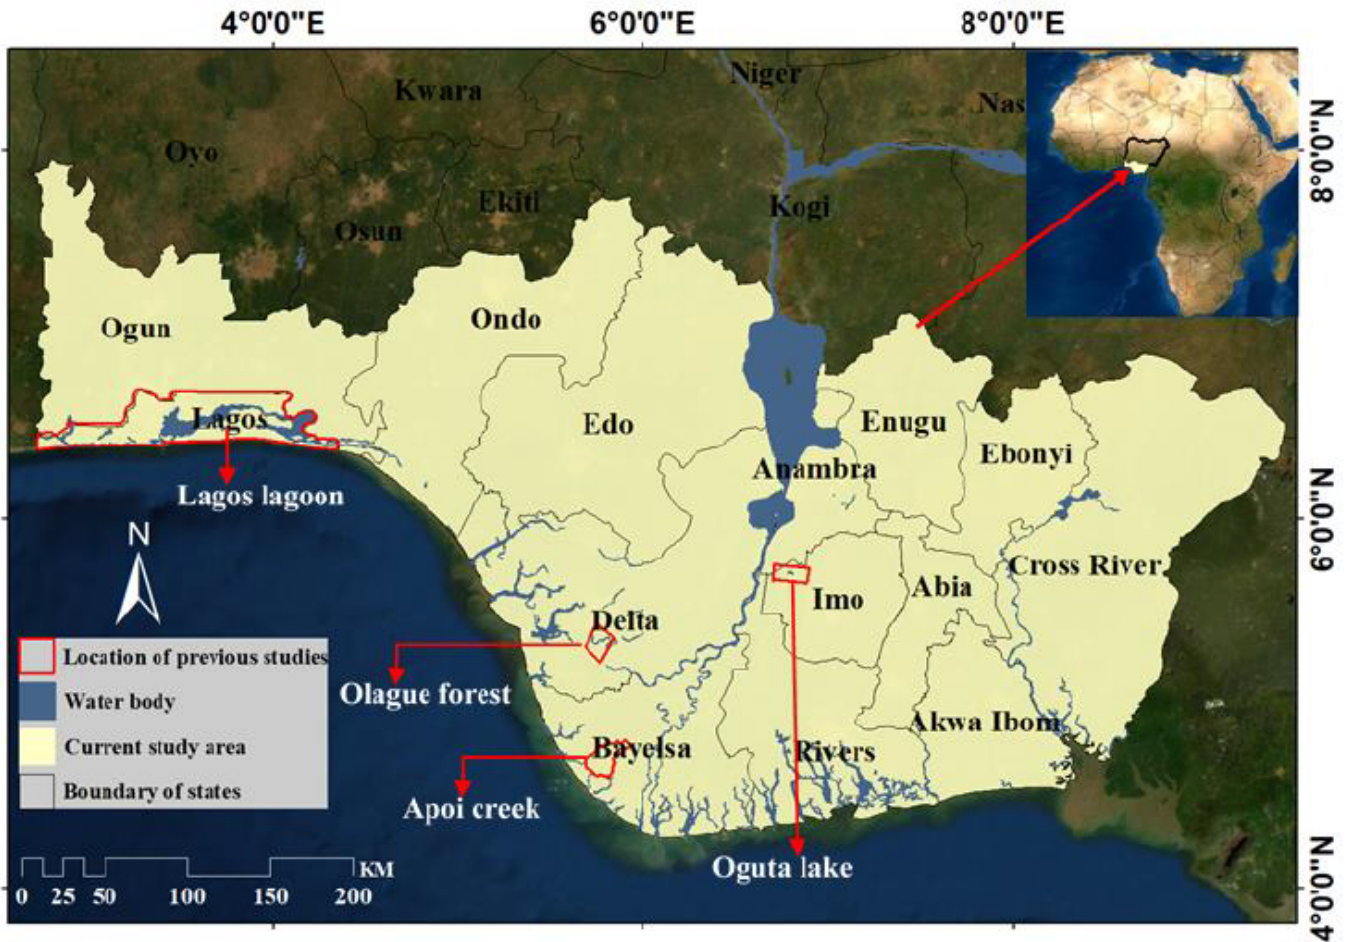 4°0'0"E 6°0'0"E 8°0'0"E
Niger
Kwara
Nas
8°0'0"N
Oyo
Ekiti
Kogi
Osun
Ondo
Ogun
Lagos
Edo
Enugu
Ebonyi
Anambra
Lagos lagoon
N
6°0'0"N
Cross River
Abia
Imo
Delta
Location of previous studies
Olague forest
Water body
Akwa Ibom
Current study area
Bayelsa
Rivers
Boundary of states
Apoi creek
Oguta lake
KM
0 25 50 100 150 200
4°0'0"N